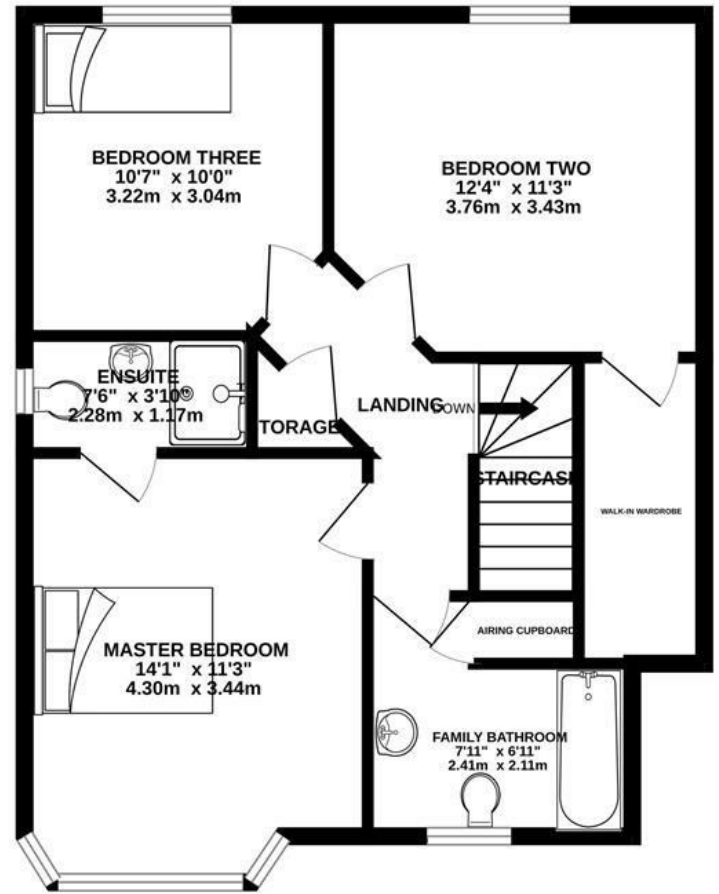 BEDROOM THREE
10'7" x 10'0"
3.22m x 3.04m
BEDROOM TWO
12'4" x 11'3"
3.76m x 3.43m
ENSUITE
7'6" x 3'10"
2.28m x 1.17m
STORAGE
LANDING
DOWN
STAIRCASE
WALK-IN WARDROBE
AIRING CUPBOARD
MASTER BEDROOM
14'1" x 11'3"
4.30m x 3.44m
FAMILY BATHROOM
7'11" x 6'11"
2.41m x 2.11m